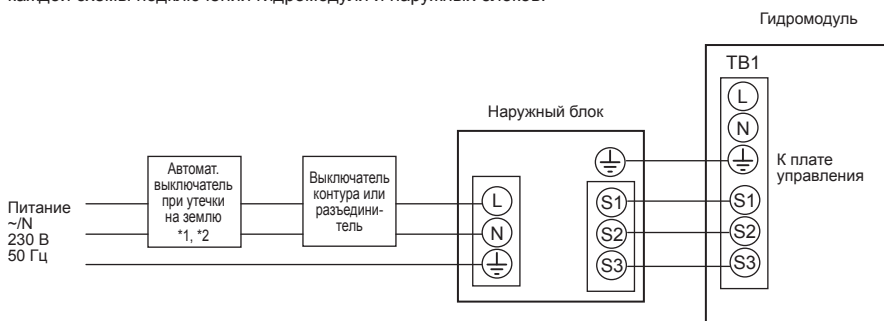 каждой схемы подключения гидромодуля и наружных блоков.
Гидромодуль
TB1
L
N
Наружный блок
К плате
управления
Автомат.
выключатель
при утечки
на землю
*1, *2
Выключатель
контура или
разъедини-
тель
Питание
~/N
230 В
50 Гц
L
N
S1
S2
S3
S1
S2
S3